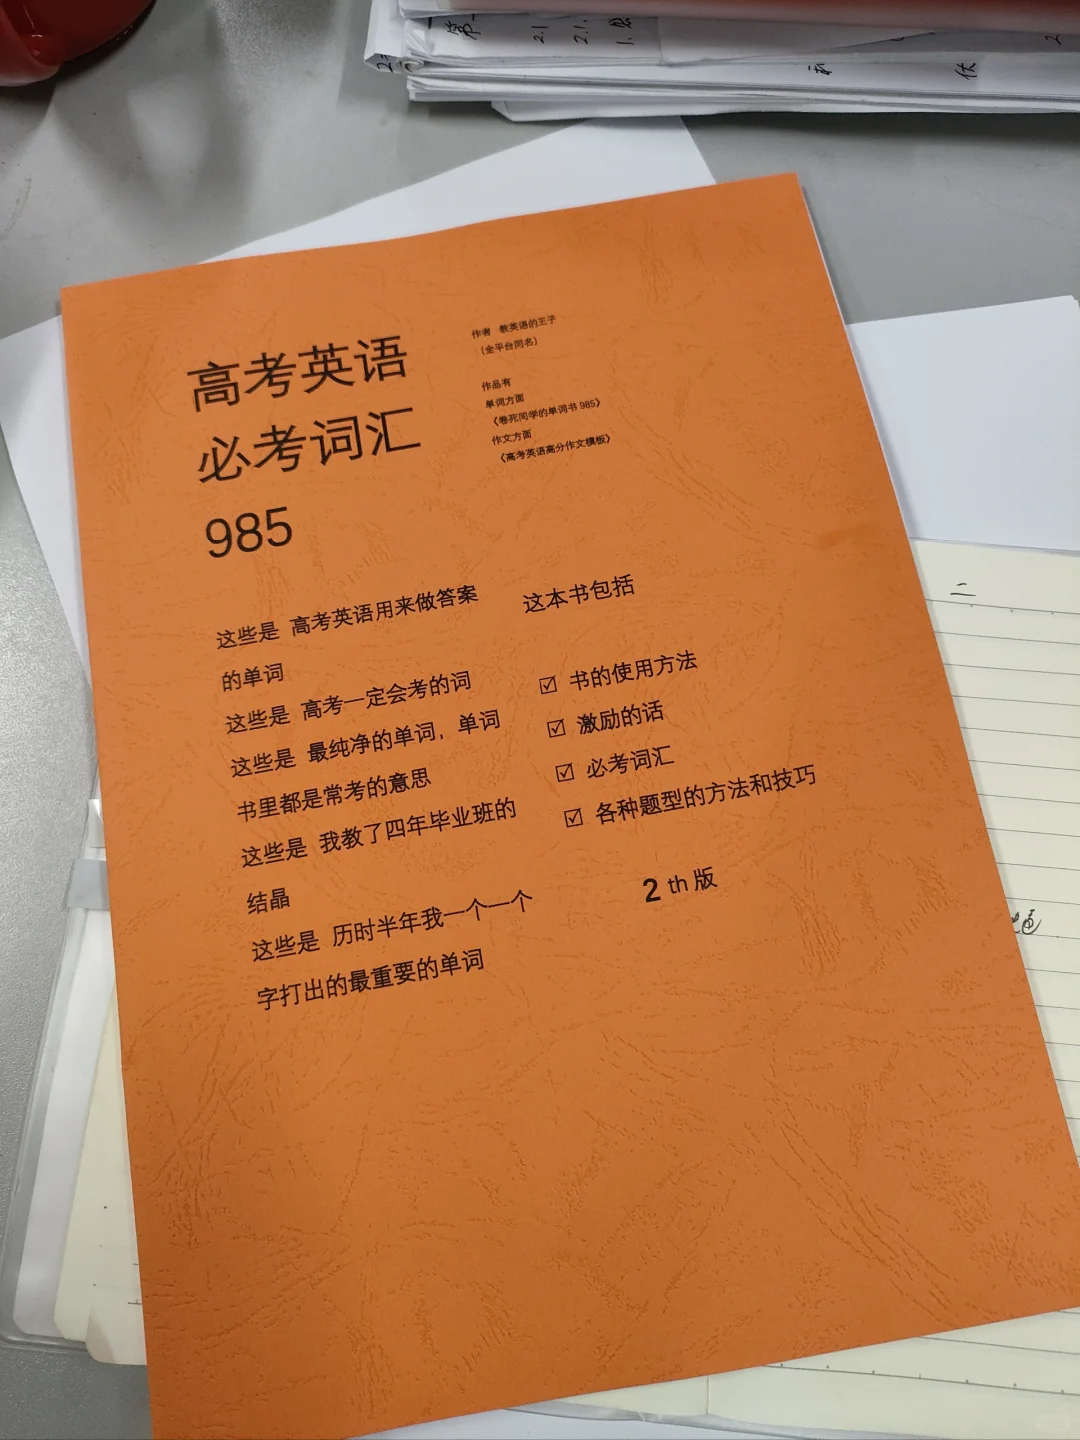 第
2.1
2.1.
高考英语
必考词汇
985
作者 教英语的王子
(全平台同名)
作品有
单词方面
《卷死同学的单词书 985》
作文方面
《高考英语高分作文模板》
这些是 高考英语用来做答案
的单词
这些是 高考一定会考的词
这些是 最纯净的单词，单词
书里都是常考的意思
这些是 我教了四年毕业班的
结晶
这些是 历时半年我一个一个
字打出的最重要的单词
这本书包括
☑ 书的使用方法
☑ 激励的话
☑ 必考词汇
☑ 各种题型的方法和技巧
2 th 版
二